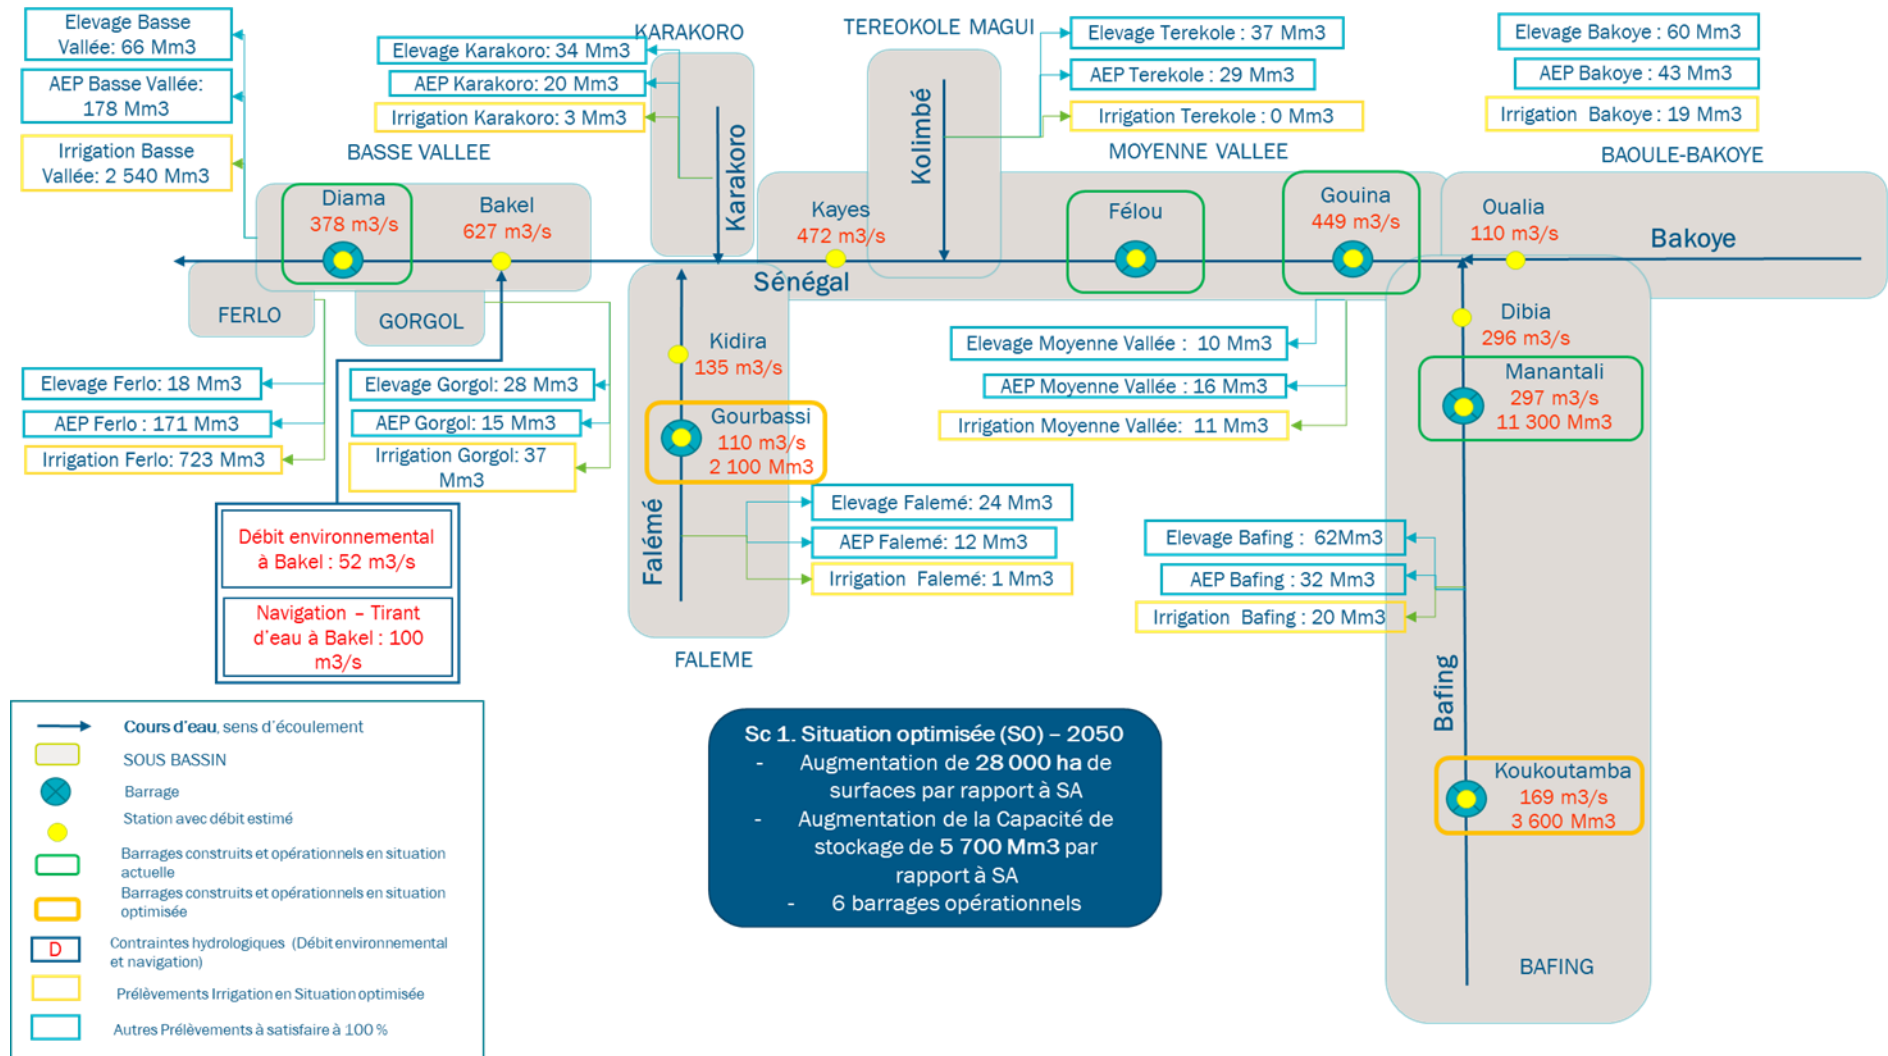 Elevage Basse
Vallée: 66 Mm3
AEP Basse Vallée:
178 Mm3
Irrigation Basse
Vallée: 2 540 Mm3
KARAKORO
Elevage Karakoro: 34 Mm3
AEP Karakoro: 20 Mm3
Irrigation Karakoro: 3 Mm3
BASSE VALLEE
TEREOKOLE MAGUI
Elevage Terekole : 37 Mm3
AEP Terekole : 29 Mm3
Irrigation Terekole : 0 Mm3
MOYENNE VALLEE
Elevage Bakoye : 60 Mm3
AEP Bakoye : 43 Mm3
Irrigation Bakoye : 19 Mm3
BAOULE-BAKOYE
Diama
378 m3/s
Bakel
627 m3/s
Karakoro
Kayes
472 m3/s
Kolimbé
Félou
Gouina
449 m3/s
Oualia
110 m3/s
Bakoye
Sénégal
FERLO
GORGOL
Kidira
135 m3/s
Dibia
296 m3/s
Elevage Ferlo: 18 Mm3
AEP Ferlo : 171 Mm3
Irrigation Ferlo: 723 Mm3
Elevage Gorgol: 28 Mm3
AEP Gorgol: 15 Mm3
Irrigation Gorgol: 37
Mm3
Gourbassi
110 m3/s
2 100 Mm3
Elevage Moyenne Vallée : 10 Mm3
AEP Moyenne Vallée : 16 Mm3
Irrigation Moyenne Vallée: 11 Mm3
Manantali
297 m3/s
11 300 Mm3
Débit environnemental
à Bakel : 52 m3/s
Navigation – Tirant
d'eau à Bakel : 100
m3/s
Falémé
Elevage Falemé: 24 Mm3
AEP Falemé: 12 Mm3
Irrigation Falemé: 1 Mm3
FALEME
Elevage Bafing : 62Mm3
AEP Bafing : 32 Mm3
Irrigation Bafing : 20 Mm3
Bafing
Koukoutamba
169 m3/s
3 600 Mm3
BAFING
Sc 1. Situation optimisée (SO) – 2050
- Augmentation de 28 000 ha de
surfaces par rapport à SA
- Augmentation de la Capacité de
stockage de 5 700 Mm3 par
rapport à SA
- 6 barrages opérationnels
Cours d'eau, sens d'écoulement
SOUS BASSIN
Barrage
Station avec débit estimé
Barrages construits et opérationnels en situation
actuelle
Barrages construits et opérationnels en situation
optimisée
D
Contraintes hydrologiques (Débit environnemental
et navigation)
Prélèvements Irrigation en Situation optimisée
Autres Prélèvements à satisfaire à 100 %